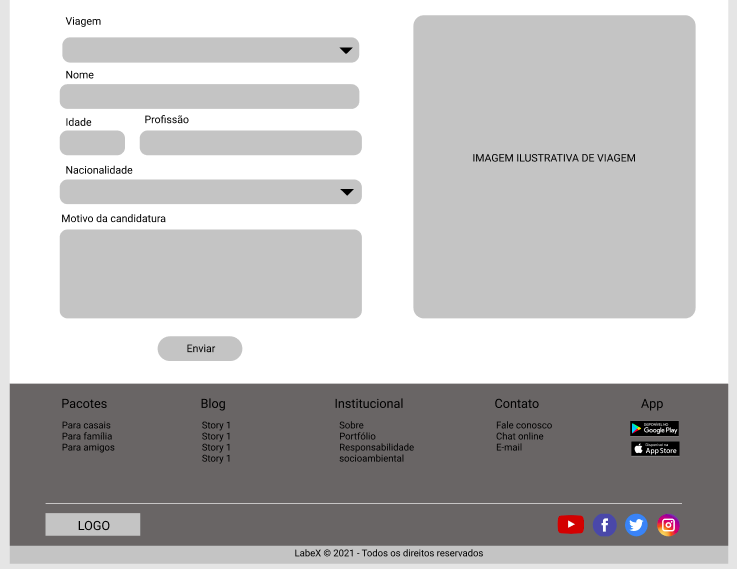 Viagem
Nome
Idade
Profissão
Nacionalidade
Motivo da candidatura
Enviar
IMAGEM ILUSTRATIVA DE VIAGEM
Pacotes
Para casais
Para família
Para amigos
Blog
Story 1
Story 1
Story 1
Story 1
Institucional
Sobre
Portfólio
Responsabilidade
socioambiental
Contato
Fale conosco
Chat online
E-mail
App
DISPONÍVEL NO
Google Play
Disponível na
App Store
LOGO
LabeX © 2021 - Todos os direitos reservados